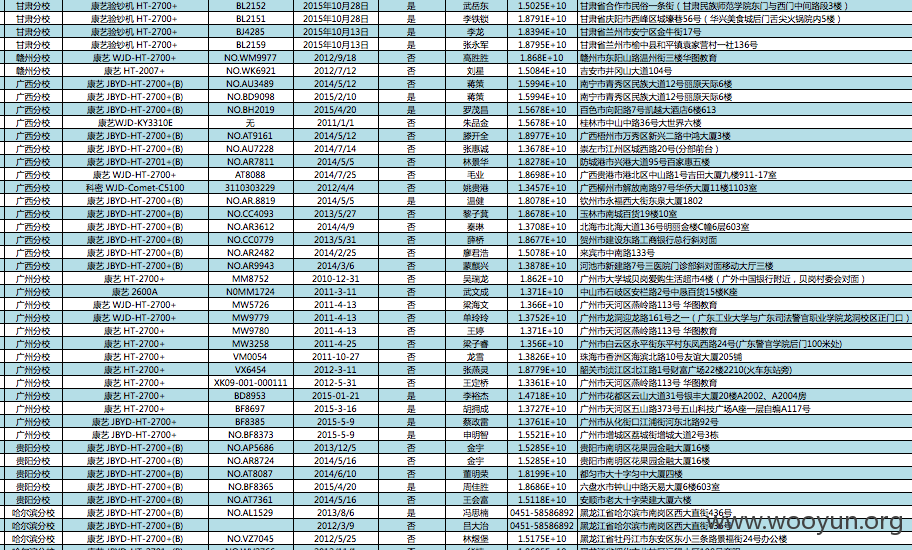 甘肃分校 康艺验钞机 HT-2700+ BL2152 2015年10月28日 是 武岳东 1.5025E+10 甘肃省合作市民俗一条街（甘肃民族师范学院东门与西门中间路段3楼）
甘肃分校 康艺验钞机 HT-2700+ BL2151 2015年10月28日 是 李铁锁 1.8791E+10 甘肃省庆阳市西峰区城壕巷56号（华兴美食城后门舌尖火锅院内5楼）
甘肃分校 康艺验钞机 HT-2700+ BJ4285 2015年10月13日 是 李龙 1.8394E+10 甘肃省兰州市安宁区金牛街17号
甘肃分校 康艺验钞机 HT-2700+ BL2159 2015年10月13日 是 张永军 1.8795E+10 甘肃省兰州市榆中县和平镇袁家营村一社136号
赣州分校 康艺 WJD-HT-2700+ NO.WM9977 2012/9/18 否 高胜胜 1.868E+10 赣州市东阳山路温州街三楼华图教育
赣州分校 康艺 HT-2007+ NO.WK6921 2012/7/12 否 刘星 1.5084E+10 吉安市井冈山大道104号
广西分校 康艺 JBYD-HT-2700+(B) NO.AU3489 2014/5/12 否 蒋策 1.5994E+10 南宁市青秀区民族大道12号丽原天际6楼
广西分校 康艺 JBYD-HT-2700+(B) NO.BD9098 2015/2/10 是 蒋策 1.5994E+10 南宁市青秀区民族大道12号丽原天际6楼
广西分校 康艺 JBYD-HT-2700+(B) NO.BH2019 2015/4/20 是 罗茂昌 1.5678E+10 百色市向阳路7号凯越大酒店6楼613
广西分校 康艺WJD-KY3310E 无 2011/1/1 否 朱品金 1.5678E+10 桂林市中山中路36号大世界六楼
广西分校 康艺 JBYD-HT-2700+(B) NO.AT9161 2014/5/12 否 滕开全 1.8977E+10 广西梧州市万秀区新兴二路中鸿大厦3楼
广西分校 康艺 JBYD-HT-2700+(B) NO.AU7228 2014/7/14 否 张惠诚 1.3678E+10 崇左市江州区城西路20号(分部前台)
广西分校 康艺 JBYD-HT-2701+(B) NO.AR7811 2014/5/5 否 林景华 1.8278E+10 防城港市兴港大道95号百家惠五楼
广西分校 康艺 WJD-HT-2700+ AT8088 2014/7/25 否 毛业 1.8698E+10 广西贵港市港北区中山路1号吉田大厦九楼911-17室
广西分校 科密 WJD-Comet-C5100 3110303229 2012/4/4 否 姚贵港 1.3457E+10 广西柳州市解放南路97号华侨大厦11楼1103室
广西分校 康艺 JBYD-HT-2700+(B) NO.AR.8819 2014/5/5 是 温健 1.8078E+10 钦州市永福西大街东泉大厦1802
广西分校 康艺 JBYD-HT-2700+(B) NO.CC4093 2013/5/27 否 黎子箕 1.8678E+10 玉林市南城百货19楼10室
广西分校 康艺 JBYD-HT-2700+(B) NO.AR3612 2014/4/9 否 秦琳 1.3708E+10 北海市北海大道136号明丽金楼C幢6层603室
广西分校 康艺 JBYD-HT-2700+(B) NO.CC0779 2013/5/31 否 薛桥 1.8677E+10 贺州市建设东路工商银行总行斜对面
广西分校 康艺 JBYD-HT-2700+(B) NO.AR2482 2014/2/25 否 廖君浩 1.5078E+10 来宾市中南路133号
广西分校 康艺 JBYD-HT-2700+(B) NO.AR9943 2014/3/6 否 蒙麒兴 1.3878E+10 河池市新建路7号三医院门诊部斜对面移动大厅三楼
广州分校 康艺 HT-2700+ MM8752 2010-12-31 否 吴瑞龙 1.862E+10 广州市大学城贝岗爱购生活超市4楼（广外中国银行附近，贝岗村委会对面）
广州分校 康艺 2600A N0MM1724 2011-3-11 否 武文成 1.371E+10 中山市石岐区安栏路2号中恳百货15楼K座
广州分校 康艺 WJD-HT-2700+ MW5726 2011-4-13 否 梁海文 1.366E+10 广州市天河区燕岭路113号 华图教育
广州分校 康艺 WJD-HT-2700+ MW9779 2011-4-13 否 单玲玲 1.3752E+10 广州市龙洞迎龙路161号之一（广东工业大学与广东司法警官职业学院龙洞校区正门口）
广州分校 康艺 HT-2700+ MW9780 2011-4-13 否 王婷 1.371E+10 广州市天河区燕岭路113号 华图教育
广州分校 康艺 HT-2700+ MW3258 2011-4-25 否 梁子睿 1.356E+10 广州市白云区永平街东平村东凤西路24号(广东警官学院后门100米处)
广州分校 康艺 HT-2700+ VM0054 2011-10-27 否 龙雪 1.3826E+10 珠海市香洲区海滨北路10号友谊大厦205铺
广州分校 康艺 HT-2700+ VX6454 2012-3-11 否 张燕灵 1.8779E+10 韶关市浈江区北江路1号财富广场22楼2210(火车东站旁)
广州分校 康艺 HT-2700+ XK09-001-000111 2012-5-31 否 王定桥 1.3361E+10 广州市天河区燕岭路113号 华图教育
广州分校 康艺 HT-2700+ BD8953 2015-01-21 是 李裕杰 1.4718E+10 广州市花都区云山大道31号银丰大厦20楼A2002、A2004房
广州分校 康艺 HT-2700+ BF8697 2015-3-16 是 胡拥成 1.3727E+10 广州市天河区五山路373号五山科技广场A座一层自编A117号
广州分校 康艺 JBYD-HT-2700+ BF8385 2015-5-9 是 蔡政雷 1.3761E+10 广州市从化街口江浦街河东北路92号
广州分校 康艺 JBYD-HT-2700+(B) NO.BF8373 2015-5-9 是 申明智 1.5521E+10 广州市增城区荔城街增城大道2号3栋
贵阳分校 康艺 JBYD-HT-2700+(B) NO.AP5686 2013/12/5 否 金宇 1.5285E+10 贵阳市南明区花果园金融大厦16楼
贵阳分校 康艺 JBYD-HT-2700+(B) NO.AR8724 2014/5/16 否 金宇 1.5285E+10 贵阳市南明区花果园金融大厦16楼
贵阳分校 康艺 JBYD-HT-2700+(B) NO.AT8087 2014/6/10 否 董明荣 1.8199E+10 都匀市大十字匀中大厦四楼
贵阳分校 康艺 JBYD-HT-2700+(B) NO.BF8365 2015/4/20 是 周佳胜 1.8686E+10 六盘水市钟山中路天易大厦6楼603室
贵阳分校 康艺 JBYD-HT-2700+(B) NO.AT7361 2014/5/16 否 王会富 1.5118E+10 安顺市老大十字荣建大厦六楼
哈尔滨分校 康艺 JBYD-HT-2700+(B) NO.AL1529 2013/8/6 是 冯思楠 0451-58586892 黑龙江省哈尔滨市南岗区西大直街436号
哈尔滨分校 康艺 JBYD-HT-2700+(B) 2012/3/9 否 吕大治 0451-58586892 黑龙江省哈尔滨市南岗区西大直街436号
哈尔滨分校 康艺 JBYD-HT-2700+(B) NO.VZ7045 2012/5/25 否 林煜堡 1.5175E+10 黑龙江省牡丹江市东安区东小三条路景福街24号办公楼
www.wooyun.org